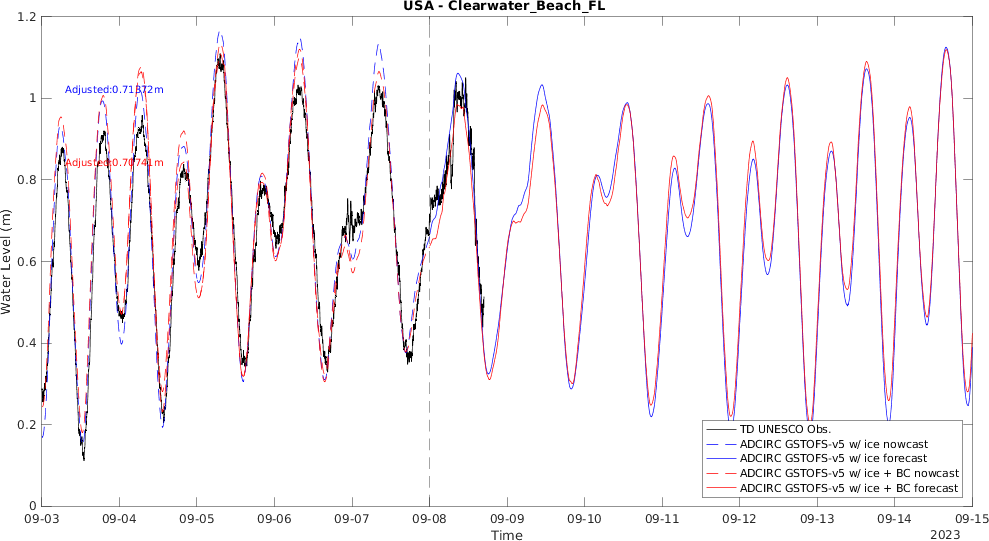 USA - Clearwater_Beach_FL
1.2
1
0.8
0.6
0.4
0.2
0
Water Level (m)
Adjusted:0.71372m
Adjusted:0.70741m
TD UNESCO Obs.
ADCIRC GSTOFS-v5 w/ ice nowcast
ADCIRC GSTOFS-v5 w/ ice forecast
ADCIRC GSTOFS-v5 w/ ice + BC nowcast
ADCIRC GSTOFS-v5 w/ ice + BC forecast
09-03 09-04 09-05 09-06 09-07 09-08 09-09 09-10 09-11 09-12 09-13 09-14 09-15
Time
2023